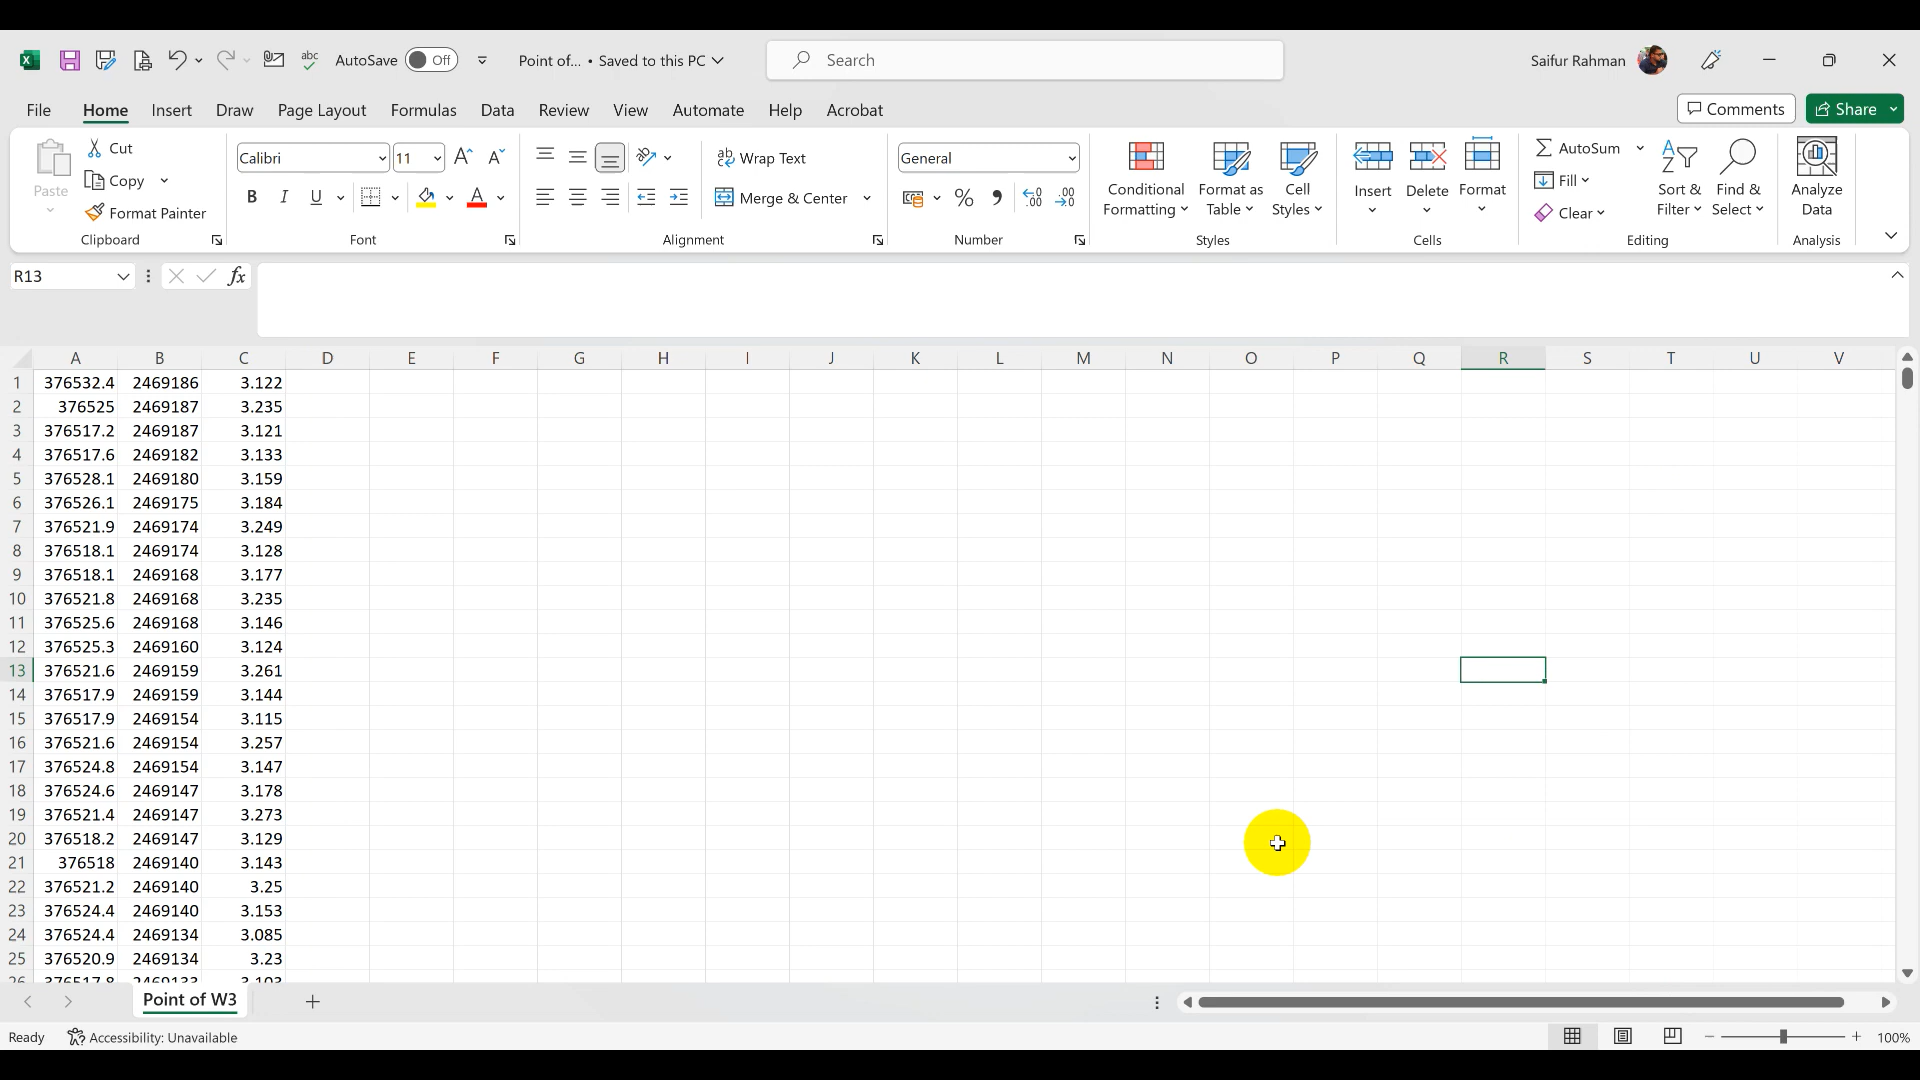 AutoSave Off Point of... • Saved to this PC Search Saifur Rahman
File Home Insert Draw Page Layout Formulas Data Review View Automate Help Acrobat Comments Share
Paste Cut Copy Format Painter Clipboard
Calibri 11 B I U A Font
ab Wrap Text Merge & Center Alignment
General % Number
Conditional Formatting Format as Table Cell Styles Styles
Insert Delete Format Cells
AutoSum Fill Clear Sort & Filter Find & Select Editing
Analyze Data Analysis
R13 fx
A B C D E F G H I J K L M N O P Q R S T U V
1 376532.4 2469186 3.122
2 376525 2469187 3.235
3 376517.2 2469187 3.121
4 376517.6 2469182 3.133
5 376528.1 2469180 3.159
6 376526.1 2469175 3.184
7 376521.9 2469174 3.249
8 376518.1 2469174 3.128
9 376518.1 2469168 3.177
10 376521.8 2469168 3.235
11 376525.6 2469168 3.146
12 376525.3 2469160 3.124
13 376521.6 2469159 3.261
14 376517.9 2469159 3.144
15 376517.9 2469154 3.115
16 376521.6 2469154 3.257
17 376524.8 2469154 3.147
18 376524.6 2469147 3.178
19 376521.4 2469147 3.273
20 376518.2 2469147 3.129
21 376518 2469140 3.143
22 376521.2 2469140 3.25
23 376524.4 2469140 3.153
24 376524.4 2469134 3.085
25 376520.9 2469134 3.23
Point of W3
Ready Accessibility: Unavailable 100%